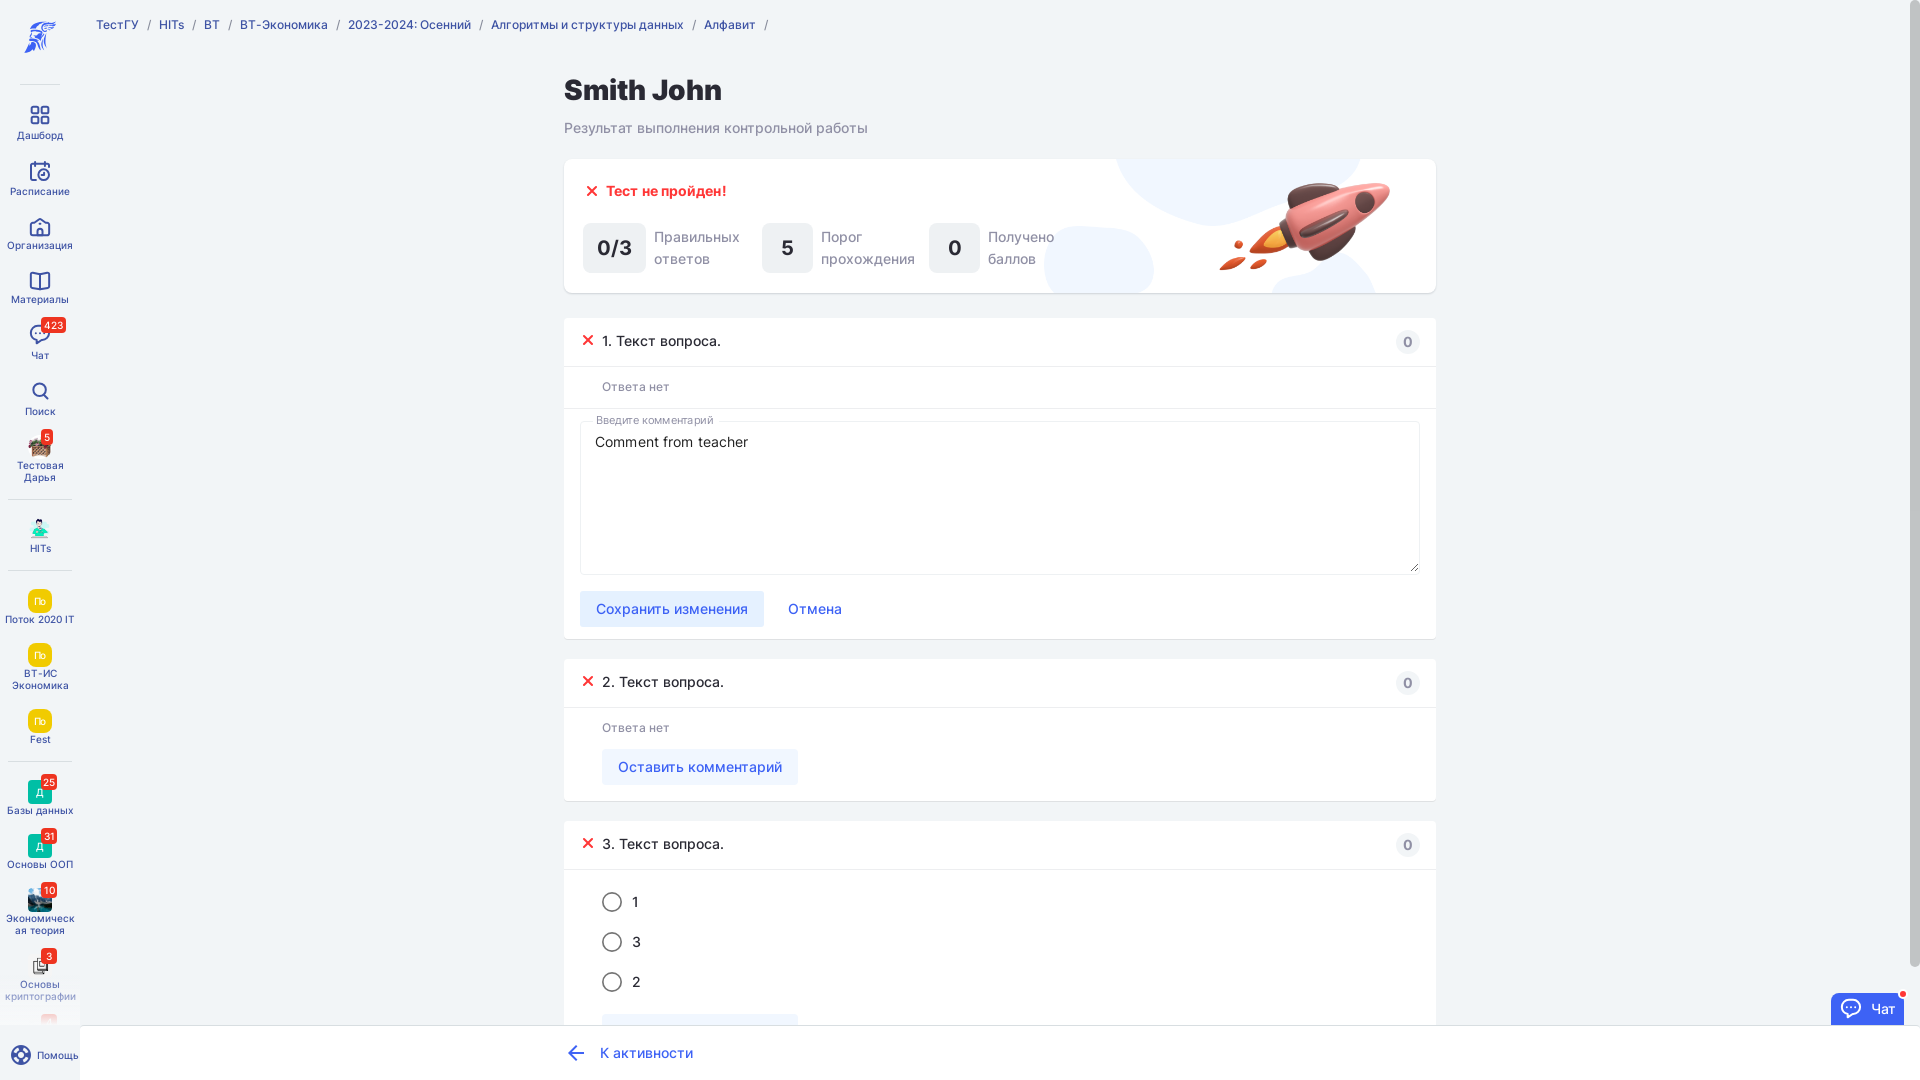 ТестГУ / HITs / ВТ / ВТ-Экономика / 2023-2024: Осенний / Алгоритмы и структуры данных / Алфавит /
Дашборд
Расписание
Организация
Материалы
423
Чат
Поиск
5
Тестовая
Дарья
HITs
По
Поток 2020 IT
По
ВТ-ИС
Экономика
По
Fest
25
Д
Базы данных
31
Д
Основы ООП
10
Экономическ
ая теория
3
Основы
криптографии
Помощь
Smith John
Результат выполнения контрольной работы
Тест не пройден!
0/3
Правильных
ответов
5
Порог
прохождения
0
Получено
баллов
1. Текст вопроса.
0
Ответа нет
Введите комментарий
Comment from teacher
Сохранить изменения
Отмена
2. Текст вопроса.
0
Ответа нет
Оставить комментарий
3. Текст вопроса.
0
1
3
2
Чат
К активности